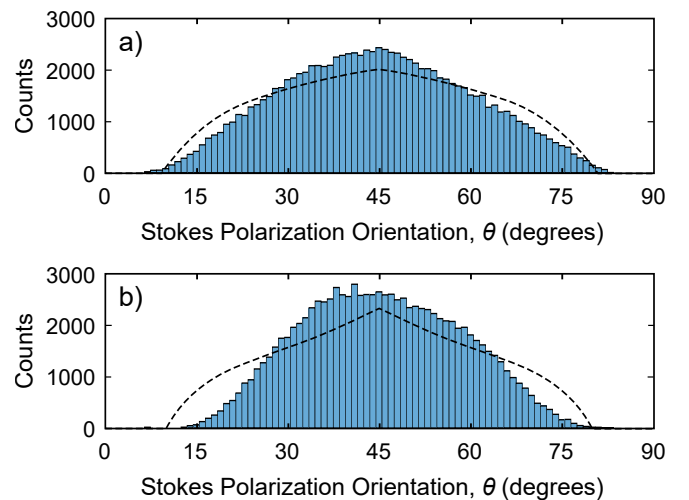 3000
a)
2000
1000
0
Counts
0 15 30 45 60 75 90
Stokes Polarization Orientation, θ (degrees)
3000
b)
2000
1000
0
Counts
0 15 30 45 60 75 90
Stokes Polarization Orientation, θ (degrees)